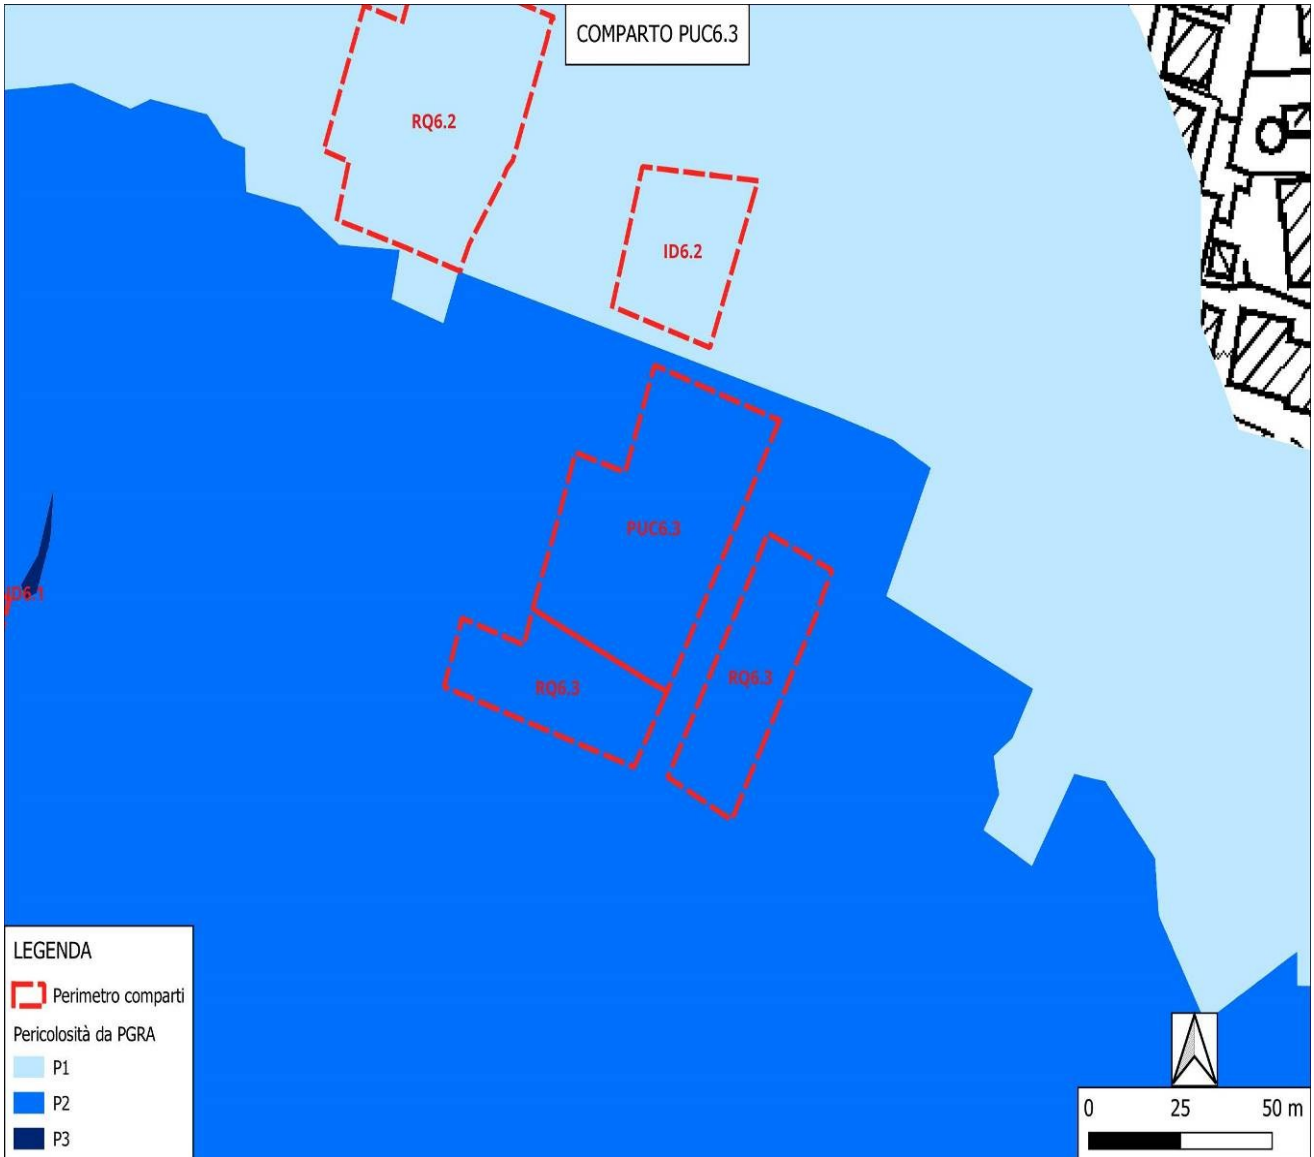 COMPARTO PUC6.3
RQ6.2
ID6.2
PUC6.3
ID6.1
RQ6.3
RQ6.3
LEGENDA
Perimetro comparti
Pericolosità da PGRA
P1
P2
P3
0 25 50 m